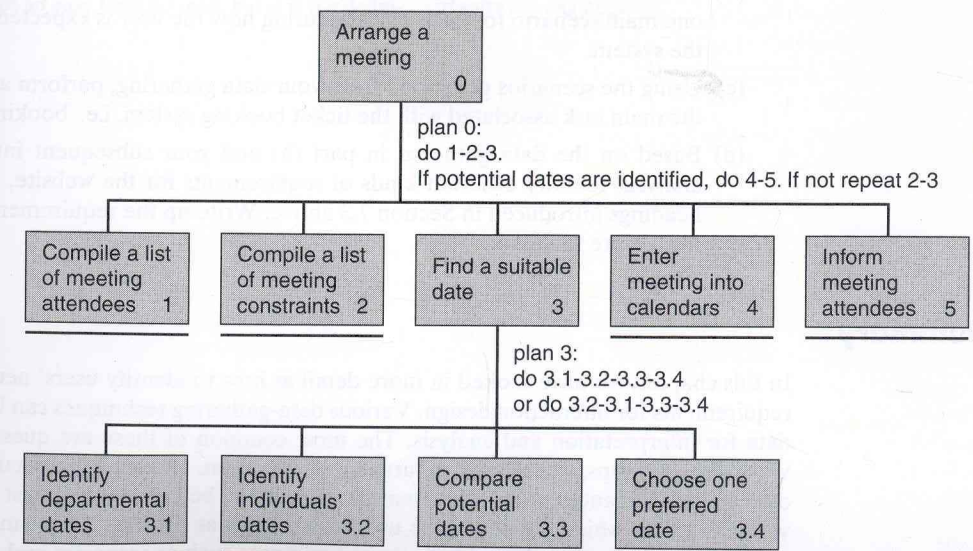 Arrange a
meeting
0
plan 0:
do 1-2-3.
If potential dates are identified, do 4-5. If not repeat 2-3
Compile a list
of meeting
attendees 1
Compile a list
of meeting
constraints 2
Find a suitable
date
3
Enter
meeting into
calendars 4
Inform
meeting
attendees 5
plan 3:
do 3.1-3.2-3.3-3.4
or do 3.2-3.1-3.3-3.4
Identify
departmental
dates 3.1
Identify
individuals'
dates 3.2
Compare
potential
dates 3.3
Choose one
preferred
date 3.4